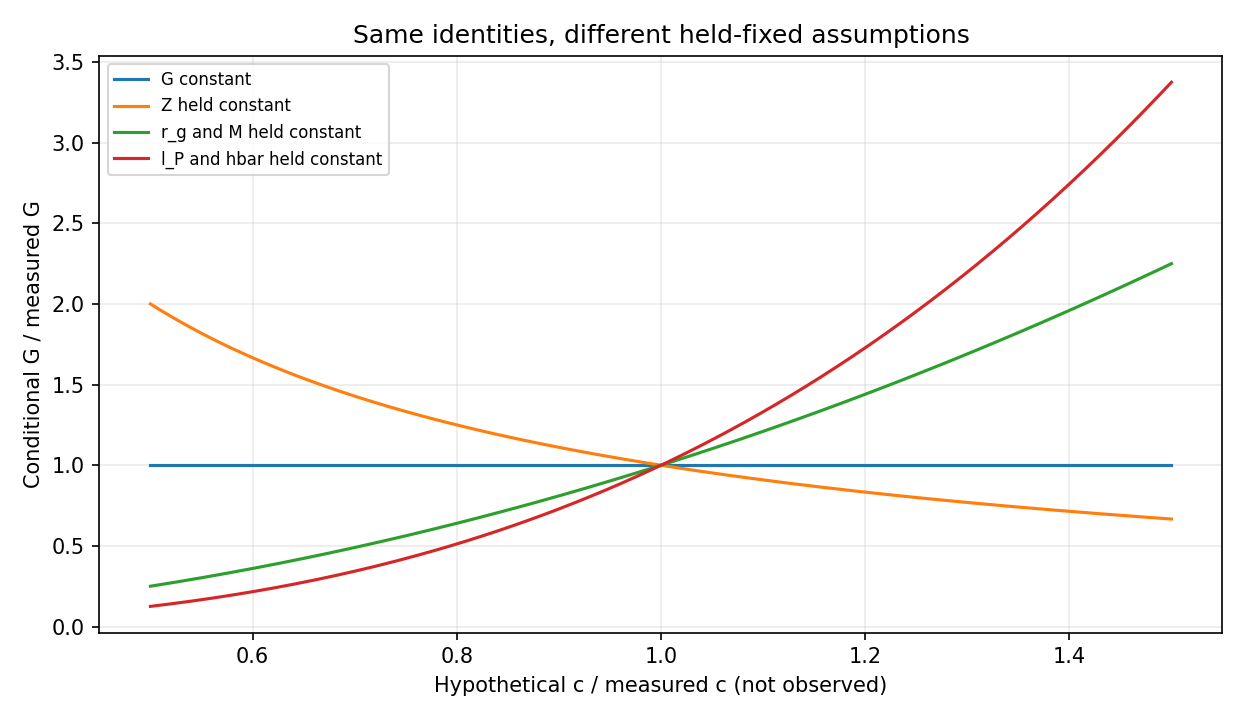 Same identities, different held-fixed assumptions
G constant
Z held constant
r_g and M held constant
l_P and hbar held constant
Conditional G / measured G
3.5
3.0
2.5
2.0
1.5
1.0
0.5
0.0
0.6 0.8 1.0 1.2 1.4
Hypothetical c / measured c (not observed)